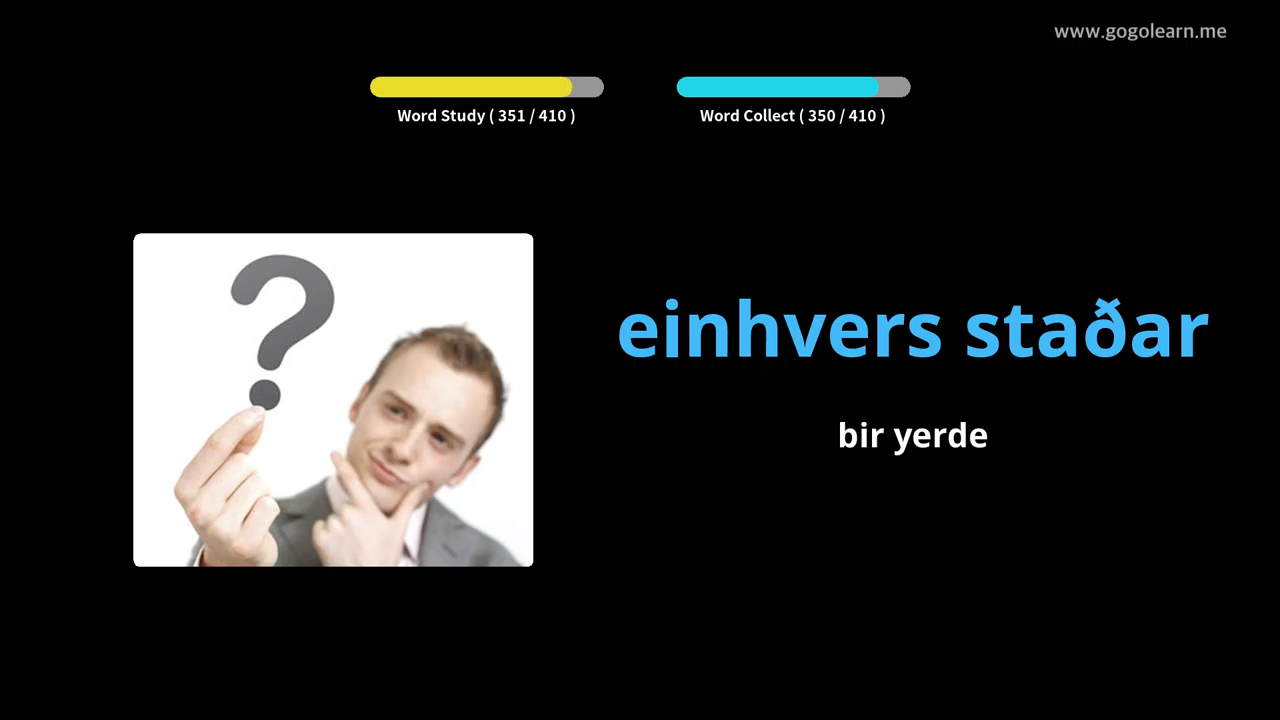 www.gogolearn.me
Word Study ( 351 / 410 )
Word Collect ( 350 / 410 )
einhvers staðar
bir yerde